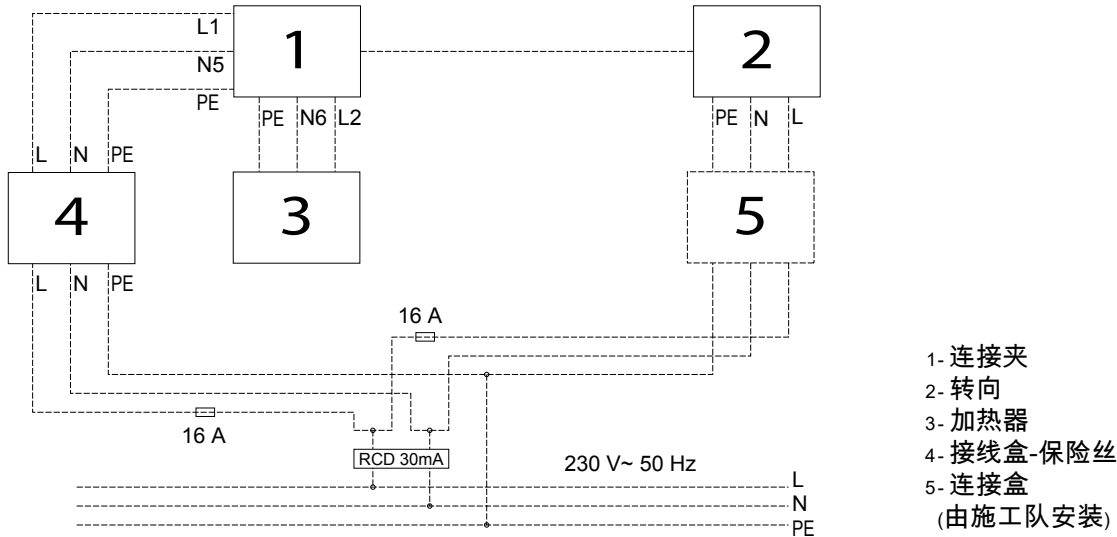 L1
1
2
N5
PE
PE N6 L2
PE N L
L N PE
4
3
5
L N PE
16 A
16 A
RCD 30mA
230 V~ 50 Hz
L
N
PE
1- 连接夹
2- 转向
3- 加热器
4- 接线盒-保险丝
5- 连接盒
(由施工队安装)